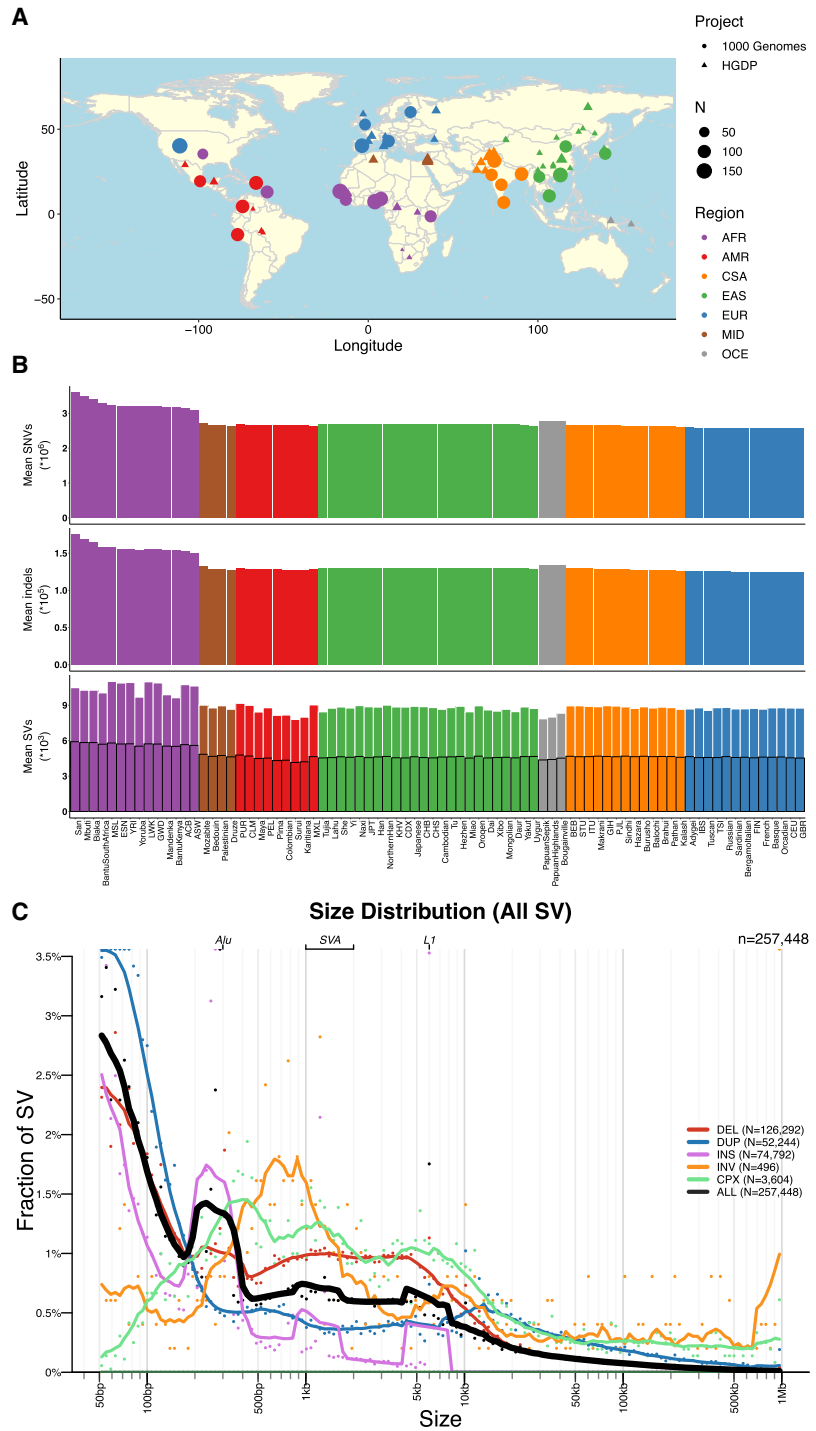 A
Project
1000 Genomes
HGDP
N
50
100
150
Region
AFR
AMR
CSA
EAS
EUR
MID
OCE
50
0
−50
Latitude
−100
0
100
Longitude
B
Mean SNVs
(*10⁶)
3
2
1
0
Mean indels
(*10⁵)
1.5
1.0
0.5
0.0
Mean SVs
(*10³)
9
6
3
0
San
Mbuti
Biaka
BantuSouthAfrica
MSL
ESN
YRI
Yoruba
LWK
GWD
Mandenka
BantuKenya
ACB
ASW
Mozabite
Bedouin
Palestinian
Druze
PUR
CLM
Maya
PEL
Pima
Colombian
Surui
Karitiana
MXL
Tujia
Lahu
She
Yi
Naxi
JPT
Han
NorthernHan
KHV
CDX
Japanese
CHB
CHS
Cambodian
Tu
Hezhen
Miao
Oroqen
Dai
Xibo
Mongolian
Daur
Yakut
Uygur
PapuanSepik
PapuanHighlands
Bougainville
BEB
STU
ITU
Makrani
GIH
PJL
Sindhi
Hazara
Burusho
Balochi
Brahui
Pathan
Kalash
Adygei
IBS
Tuscan
TSI
Russian
Sardinian
BergamoItalian
FIN
French
Basque
Orcadian
CEU
GBR
C
Size Distribution (All SV)
Alu
SVA
L1
n=257,448
3.5%
3%
2.5%
2%
1.5%
1%
0.5%
0%
Fraction of SV
DEL (N=126,292)
DUP (N=52,244)
INS (N=74,792)
INV (N=496)
CPX (N=3,604)
ALL (N=257,448)
50bp
100bp
500bp
1kb
5kb
10kb
50kb
100kb
500kb
1Mb
Size